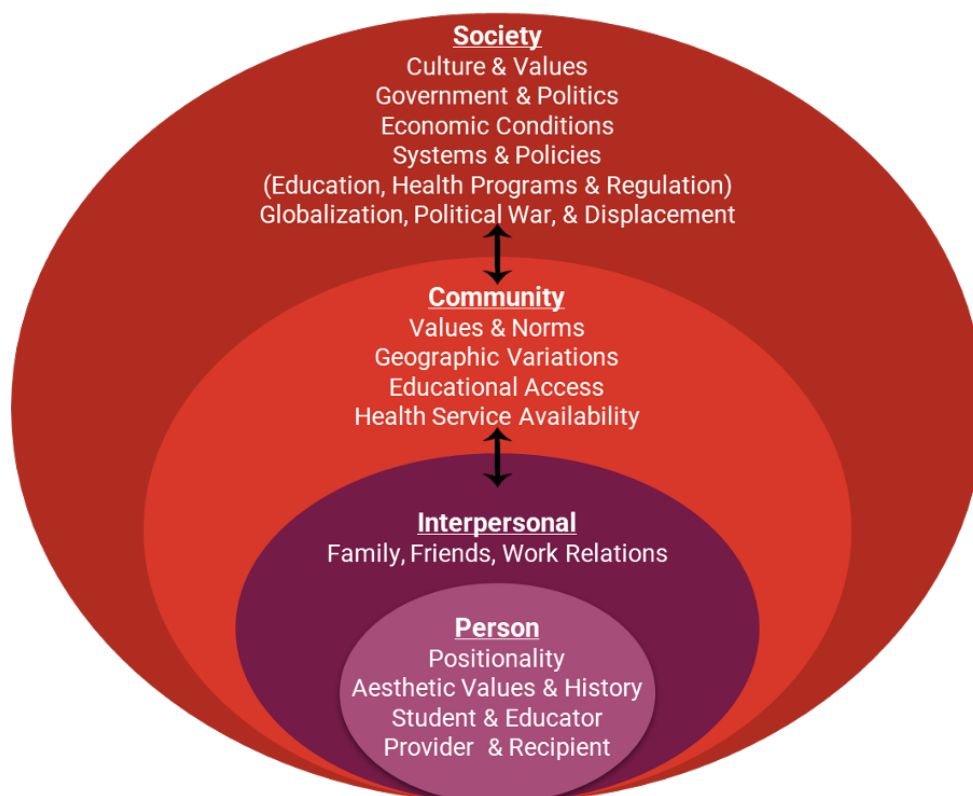 Society
Culture & Values
Government & Politics
Economic Conditions
Systems & Policies
(Education, Health Programs & Regulation)
Globalization, Political War, & Displacement
Community
Values & Norms
Geographic Variations
Educational Access
Health Service Availability
Interpersonal
Family, Friends, Work Relations
Person
Positionality
Aesthetic Values & History
Student & Educator
Provider & Recipient